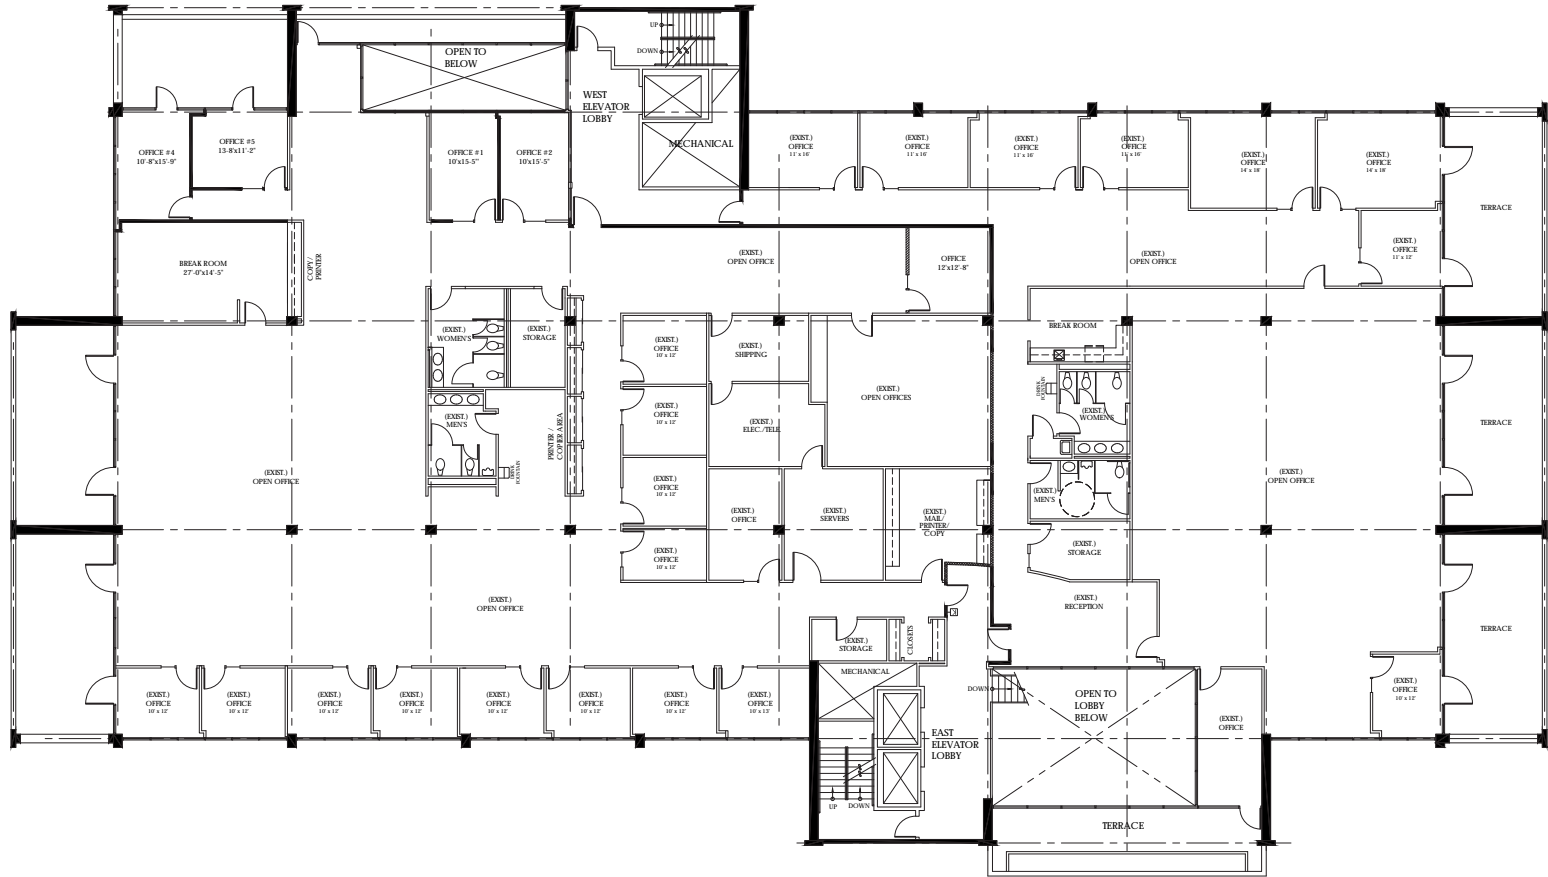 UP
DOWN
OPEN TO
BELOW
WEST
ELEVATOR
LOBBY
MECHANICAL
OFFICE #4
10'-8"x15'-9"
OFFICE #5
13-8'x11'-2"
OFFICE #1
10'x15-5"
OFFICE #2
10'x15'-5"
(EXIST.)
OFFICE
11' x 16'
(EXIST.)
OFFICE
11' x 16'
(EXIST.)
OFFICE
11' x 16'
(EXIST.)
OFFICE
11' x 16'
(EXIST.)
OFFICE
14' x 18'
(EXIST.)
OFFICE
14' x 18'
TERRACE
BREAK ROOM
27'-0"x14'-5"
COPY/
PRINTER
(EXIST.)
OPEN OFFICE
OFFICE
12'x12'-8"
(EXIST.)
OPEN OFFICE
(EXIST.)
OFFICE
11' x 12'
(EXIST.)
WOMEN'S
(EXIST.)
STORAGE
(EXIST.)
OFFICE
10' x 12'
(EXIST.)
SHIPPING
(EXIST.)
OPEN OFFICES
BREAK ROOM
DRINK
FOUNTAIN
(EXIST.)
WOMEN'S
(EXIST.)
MEN'S
PRINTER /
COPIER AREA
DRINK
FOUNTAIN
(EXIST.)
OFFICE
10' x 12'
(EXIST.)
ELEC./TELE.
TERRACE
(EXIST.)
OPEN OFFICE
(EXIST.)
OFFICE
10' x 12'
(EXIST.)
OFFICE
(EXIST.)
SERVERS
(EXIST.)
MAIL/
PRINTER/
COPY
(EXIST.)
MEN'S
(EXIST.)
OPEN OFFICE
(EXIST.)
OFFICE
10' x 12'
(EXIST.)
STORAGE
(EXIST.)
OPEN OFFICE
(EXIST.)
RECEPTION
(EXIST.)
STORAGE
CLOSETS
TERRACE
MECHANICAL
(EXIST.)
OFFICE
10' x 12'
(EXIST.)
OFFICE
10' x 12'
(EXIST.)
OFFICE
10' x 12'
(EXIST.)
OFFICE
10' x 12'
(EXIST.)
OFFICE
10' x 12'
(EXIST.)
OFFICE
10' x 12'
(EXIST.)
OFFICE
10' x 12'
(EXIST.)
OFFICE
10' x 13'
DOWN
OPEN TO
LOBBY
BELOW
(EXIST.)
OFFICE
(EXIST.)
OFFICE
10' x 12'
EAST
ELEVATOR
LOBBY
UP
DOWN
TERRACE